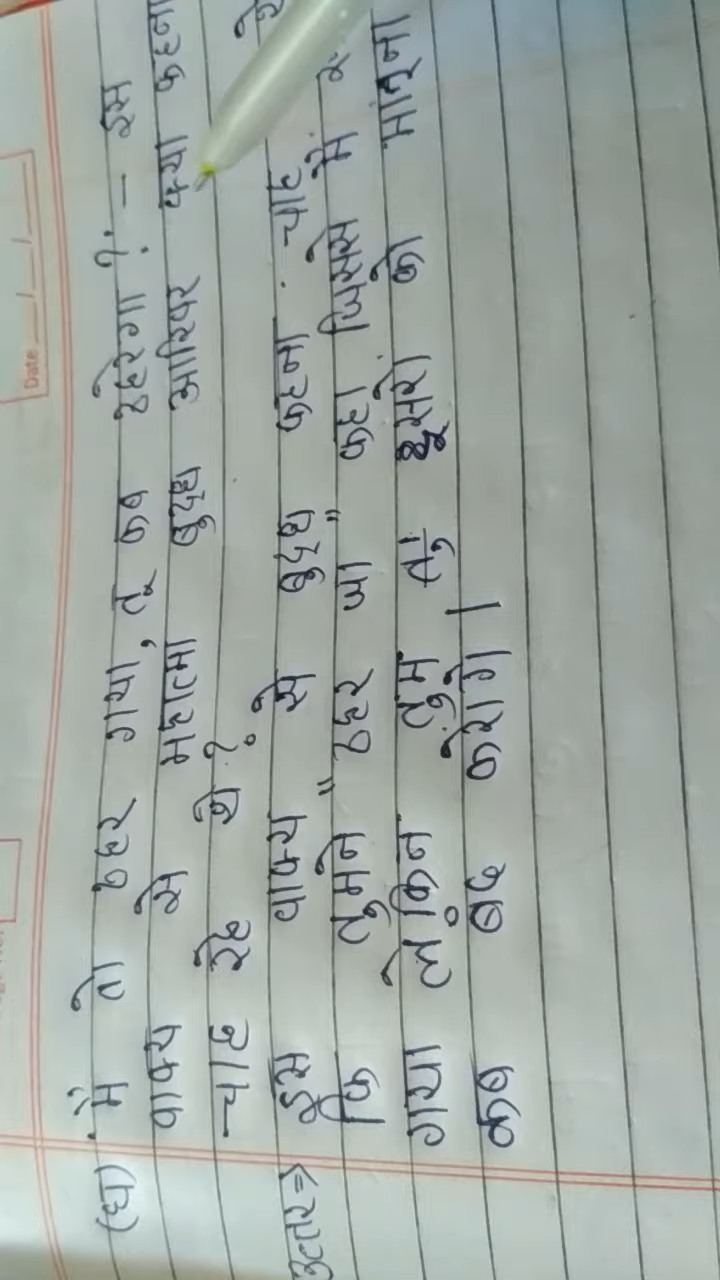 Date
(घ) 'मैं तो ठहर गया, तू कब ठहरेगा?' - इस
वाक्य से महात्मा बुद्ध आखिर क्या कहना
चाह रहे थे?
उत्तर⇒ इस वाक्य से बुद्ध कहना चाह
कि तुमने "ठहर जा" कहा जिससे मैं
गया लेकिन तुम दूसरो को मारना
कब बंद करोगे।